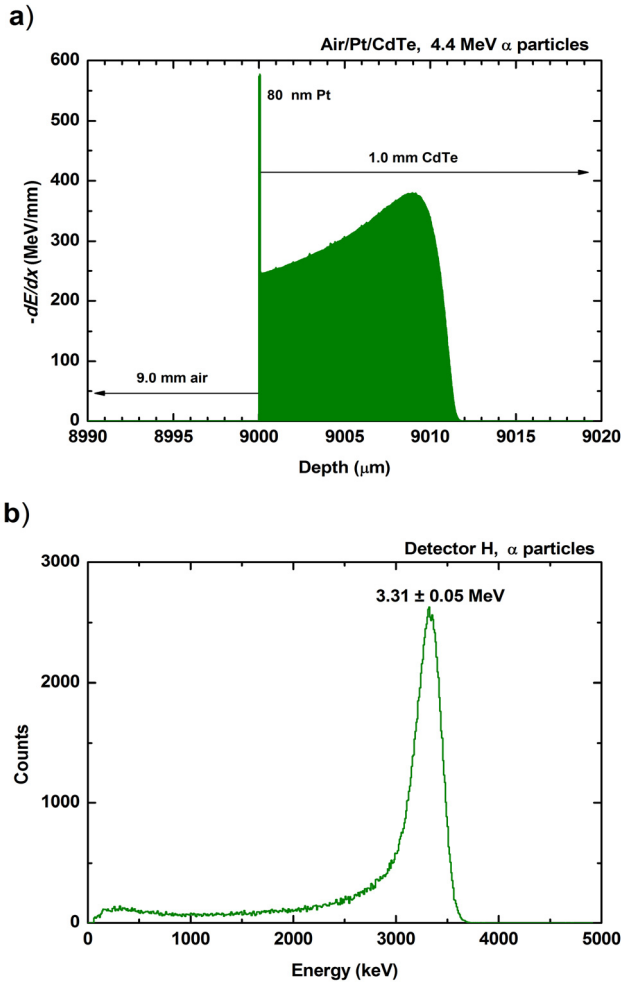 a)
Air/Pt/CdTe, 4.4 MeV α particles
600
500
400
300
200
100
0
-dE/dx (MeV/mm)
80 nm Pt
1.0 mm CdTe
9.0 mm air
8990 8995 9000 9005 9010 9015 9020
Depth (μm)
b)
Detector H, α particles
3000
2000
1000
0
Counts
3.31 ± 0.05 MeV
0 1000 2000 3000 4000 5000
Energy (keV)